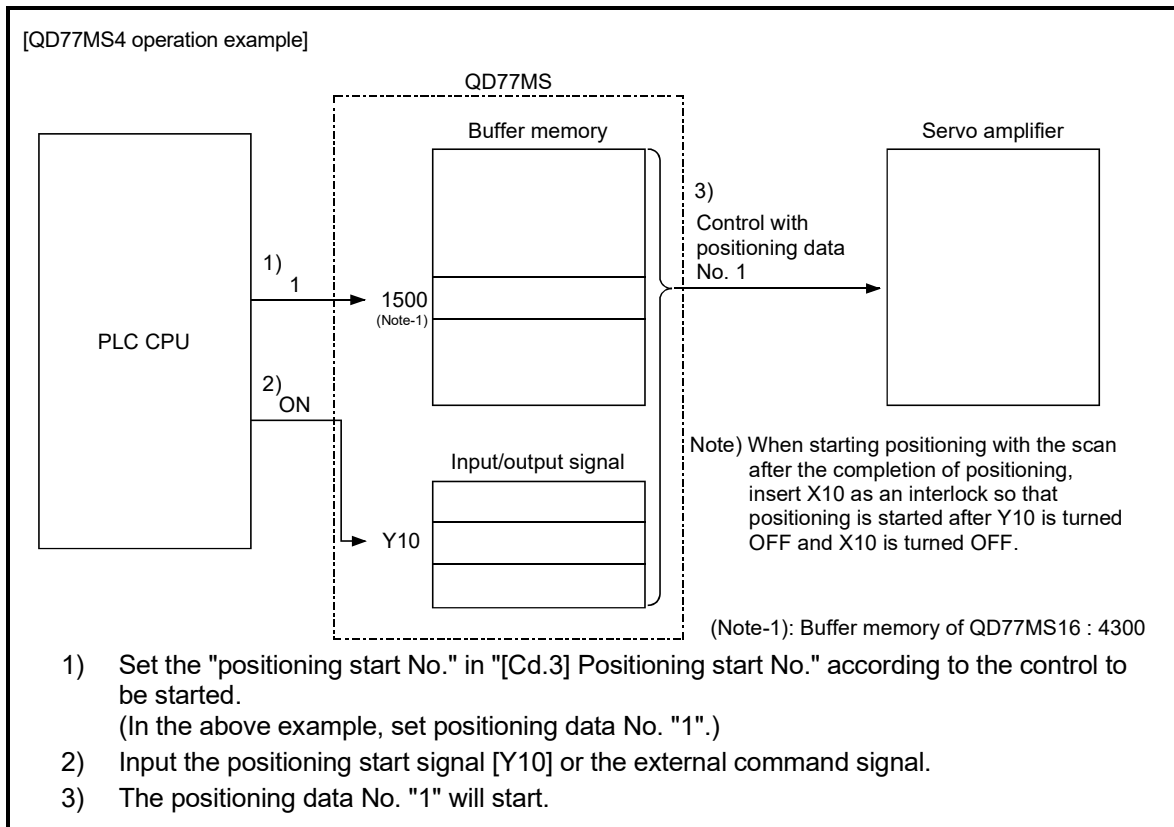 [QD77MS4 operation example]
QD77MS
Buffer memory
Servo amplifier
3)
Control with
positioning data
No. 1
1)
1
1500
(Note-1)
PLC CPU
2)
ON
Input/output signal
Y10
Note) When starting positioning with the scan
after the completion of positioning,
insert X10 as an interlock so that
positioning is started after Y10 is turned
OFF and X10 is turned OFF.
(Note-1): Buffer memory of QD77MS16 : 4300
1) Set the "positioning start No." in "[Cd.3] Positioning start No." according to the control to
be started.
(In the above example, set positioning data No. "1".)
2) Input the positioning start signal [Y10] or the external command signal.
3) The positioning data No. "1" will start.